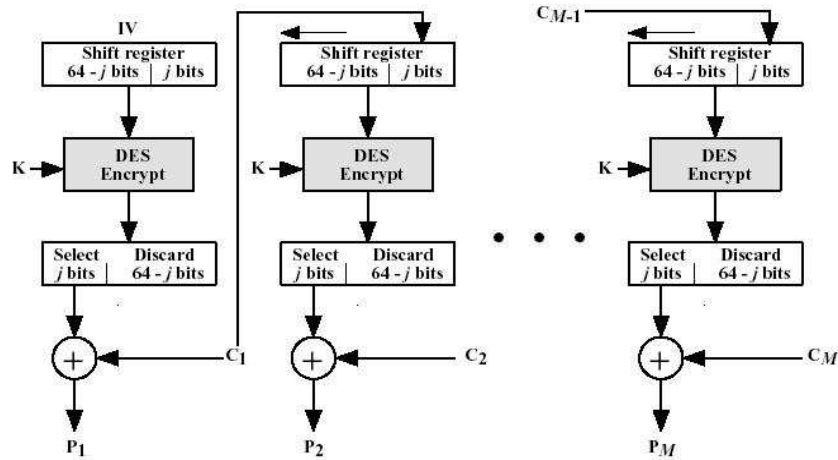 IV
Shift register
64 - j bits | j bits
K
DES
Encrypt
Select
j bits
Discard
64 - j bits
+
C1
P1
Shift register
64 - j bits | j bits
K
DES
Encrypt
Select
j bits
Discard
64 - j bits
+
C2
P2
• • •
CM-1
Shift register
64 - j bits | j bits
K
DES
Encrypt
Select
j bits
Discard
64 - j bits
+
CM
PM